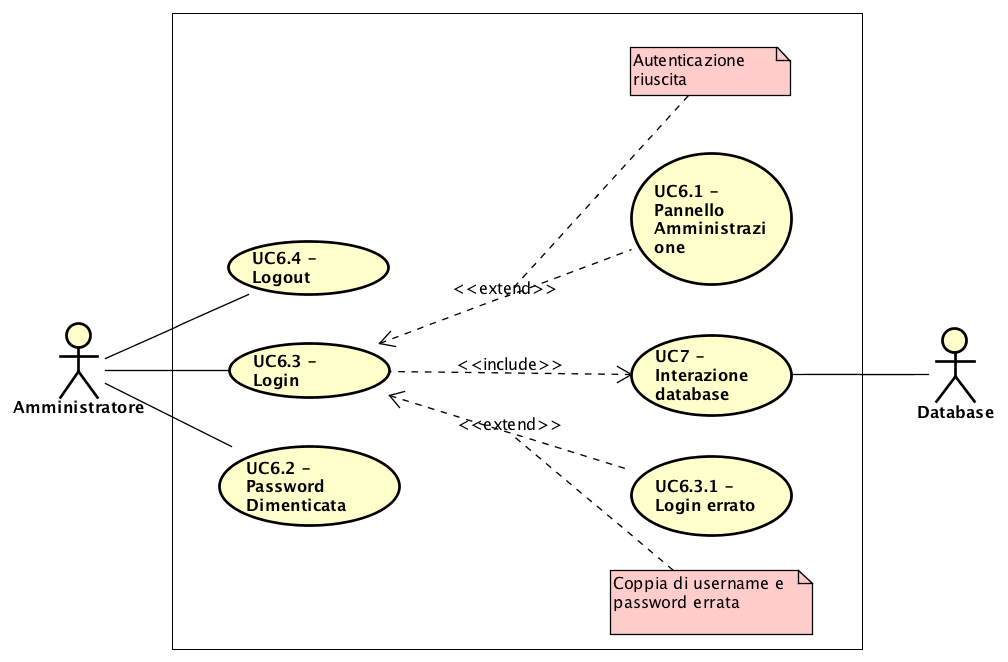 Autenticazione
riuscita
UC6.1 –
Pannello
Amministrazi
one
UC6.4 –
Logout
<<extend>>
UC6.3 –
Login
<<include>>
UC7 –
Interazione
database
Amministratore
Database
<<extend>>
UC6.2 –
Password
Dimenticata
UC6.3.1 –
Login errato
Coppia di username e
password errata